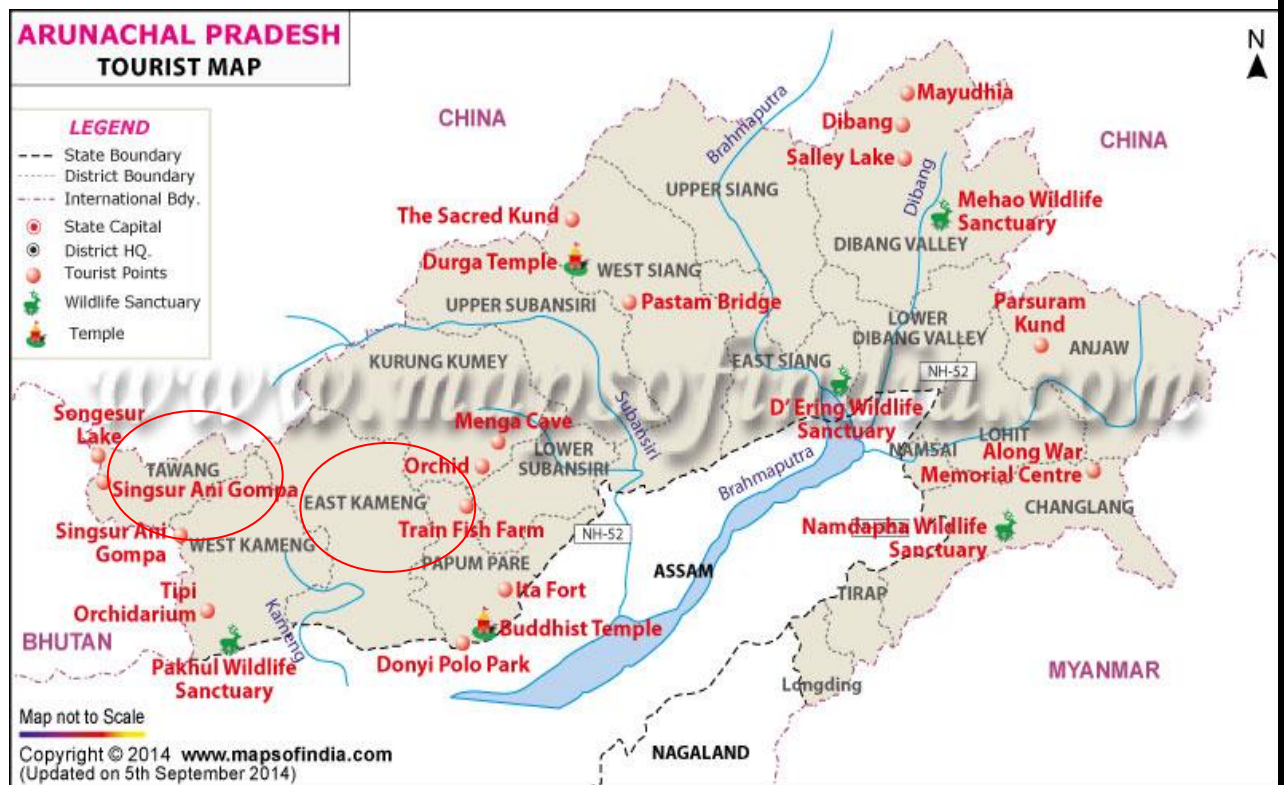 ARUNACHAL PRADESH
TOURIST MAP
N
LEGEND
State Boundary
District Boundary
International Bdy.
State Capital
District HQ.
Tourist Points
Wildlife Sanctuary
Temple
CHINA
CHINA
Brahmaputra
Mayudhia
Dibang
Salley Lake
Dibang
UPPER SIANG
Mehao Wildlife
Sanctuary
The Sacred Kund
DIBANG VALLEY
Durga Temple
WEST SIANG
UPPER SUBANSIRI
Pastam Bridge
Parsuram
Kund
LOWER
DIBANG VALLEY
ANJAW
KURUNG KUMEY
EAST SIANG
NH-52
www.mapsofindia.com
Songesur
Lake
Subansiri
D' Ering Wildlife
Sanctuary
Menga Cave
LOWER
SUBANSIRI
Orchid
NAMSAI
LOHIT
Along War
Memorial Centre
TAWANG
Singsur Ani Gompa
Brahmaputra
EAST KAMENG
CHANGLANG
Train Fish Farm
Singsur Ani
Gompa
WEST KAMENG
NH-52
Namdapha Wildlife
Sanctuary
PAPUM PARE
ASSAM
Ita Fort
TIRAP
Tipi
Orchidarium
Kameng
Buddhist Temple
BHUTAN
Pakhul Wildlife
Sanctuary
Donyi Polo Park
MYANMAR
Longding
Map not to Scale
NAGALAND
Copyright © 2014 www.mapsofindia.com
(Updated on 5th September 2014)